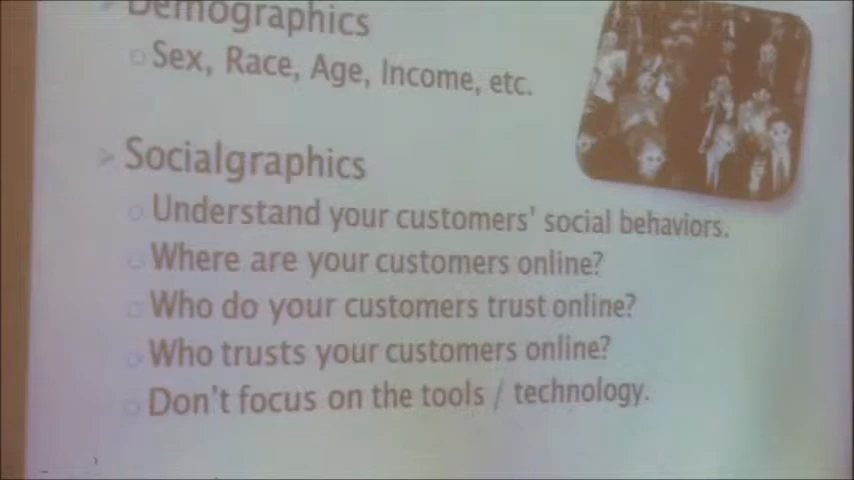 Demographics
Sex, Race, Age, Income, etc.
Socialgraphics
Understand your customers' social behaviors.
Where are your customers online?
Who do your customers trust online?
Who trusts your customers online?
Don't focus on the tools / technology.